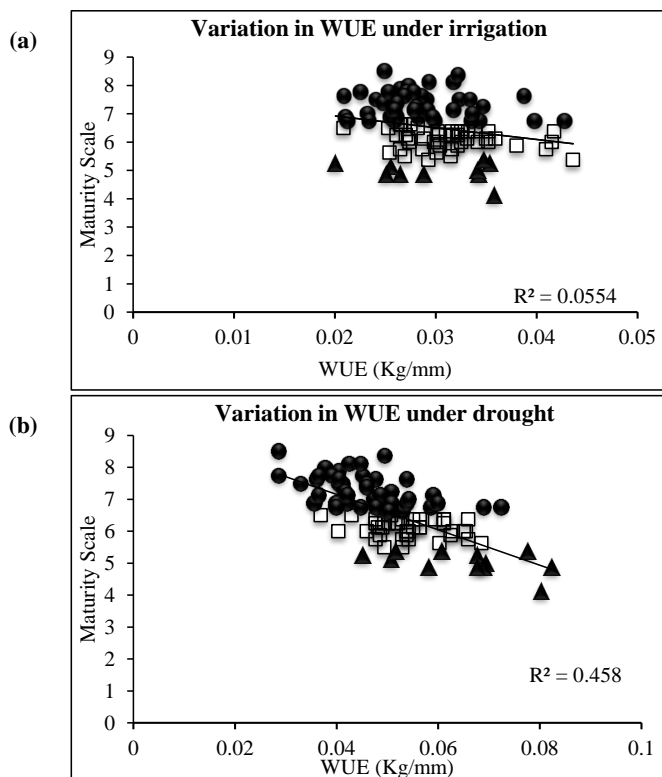 (a)
Variation in WUE under irrigation
9
8
7
6
5
4
3
2
1
0
Maturity Scale
R² = 0.0554
0 0.01 0.02 0.03 0.04 0.05
WUE (Kg/mm)
(b)
Variation in WUE under drought
9
8
7
6
5
4
3
2
1
0
Maturity Scale
R² = 0.458
0 0.02 0.04 0.06 0.08 0.1
WUE (Kg/mm)